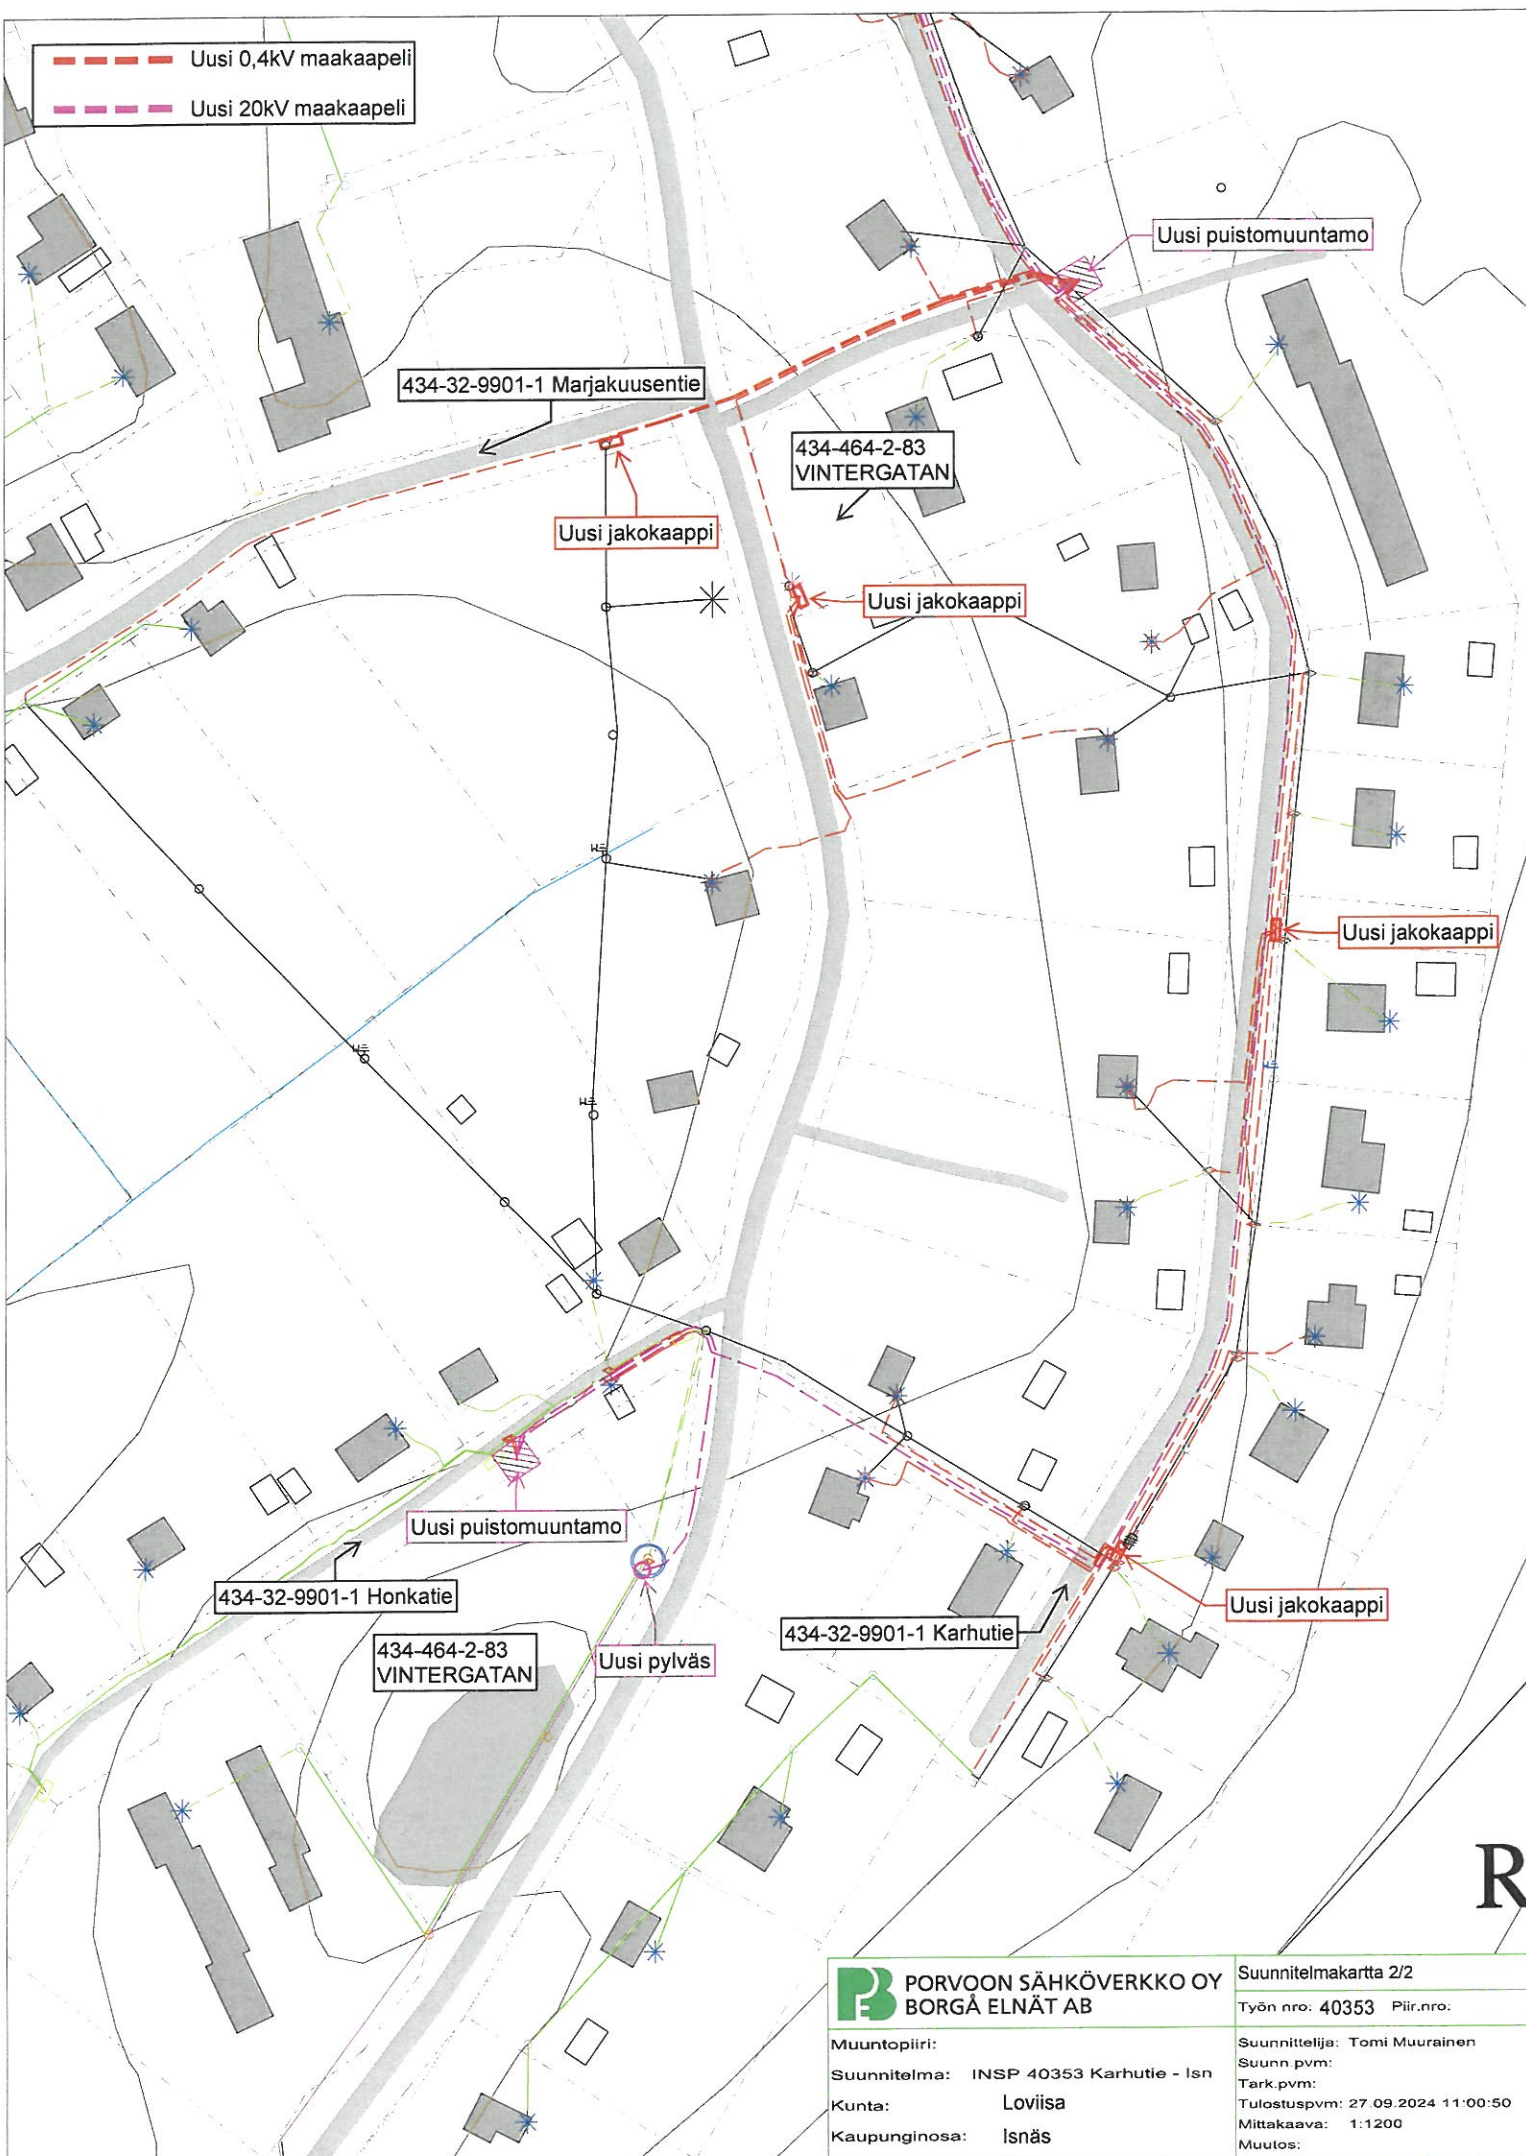 Uusi 0,4kV maakaapeli
Uusi 20kV maakaapeli
Uusi puistomuuntamo
434-32-9901-1 Marjakuusentie
434-464-2-83
VINTERGATAN
Uusi jakokaappi
Uusi jakokaappi
Uusi jakokaappi
Uusi puistomuuntamo
434-32-9901-1 Honkatie
434-464-2-83
VINTERGATAN
Uusi pylväs
434-32-9901-1 Karhutie
Uusi jakokaappi
R
PORVOON SÄHKÖVERKKO OY
BORGÅ ELNÄT AB
Suunnitelmakartta 2/2
Työn nro: 40353 Piir.nro:
Muuntopiiri:
Suunnitelma: INSP 40353 Karhutie - Isn
Kunta: Loviisa
Kaupunginosa: Isnäs
Suunnittelija: Tomi Muurainen
Suunn.pvm:
Tark.pvm:
Tulostuspvm: 27.09.2024 11:00:50
Mittakaava: 1:1200
Muutos: